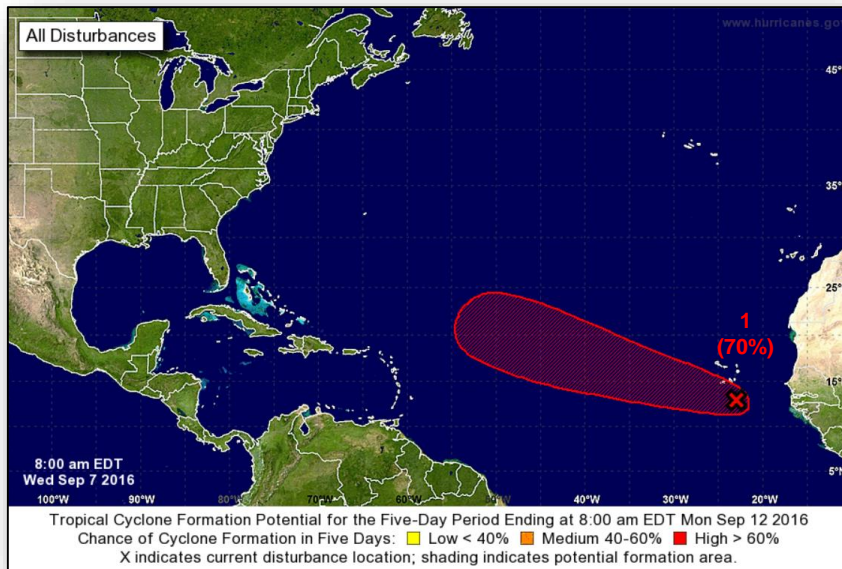 All Disturbances
www.hurricanes.gov
45°
35°
25°
15°
5°N
1
(70%)
8:00 am EDT
Wed Sep 7 2016
100°W 90°W 80°W 70°W 60°W 50°W 40°W 30°W 20°W
Tropical Cyclone Formation Potential for the Five-Day Period Ending at 8:00 am EDT Mon Sep 12 2016
Chance of Cyclone Formation in Five Days: Low < 40% Medium 40-60% High > 60%
X indicates current disturbance location; shading indicates potential formation area.